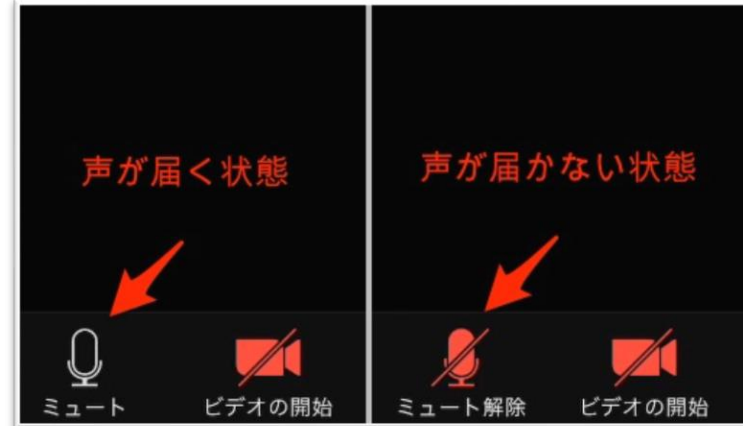 声が届く状態
声が届かない状態
ミュート
ビデオの開始
ミュート解除
ビデオの開始